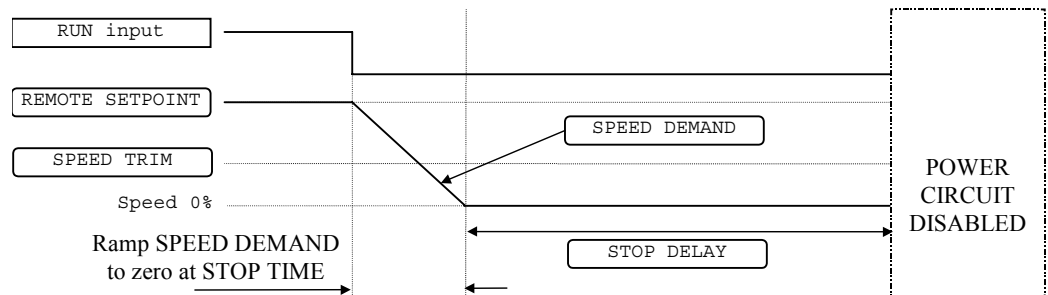 RUN input
REMOTE SETPOINT
SPEED DEMAND
SPEED TRIM
Speed 0%
POWER
CIRCUIT
DISABLED
Ramp SPEED DEMAND
to zero at STOP TIME
STOP DELAY